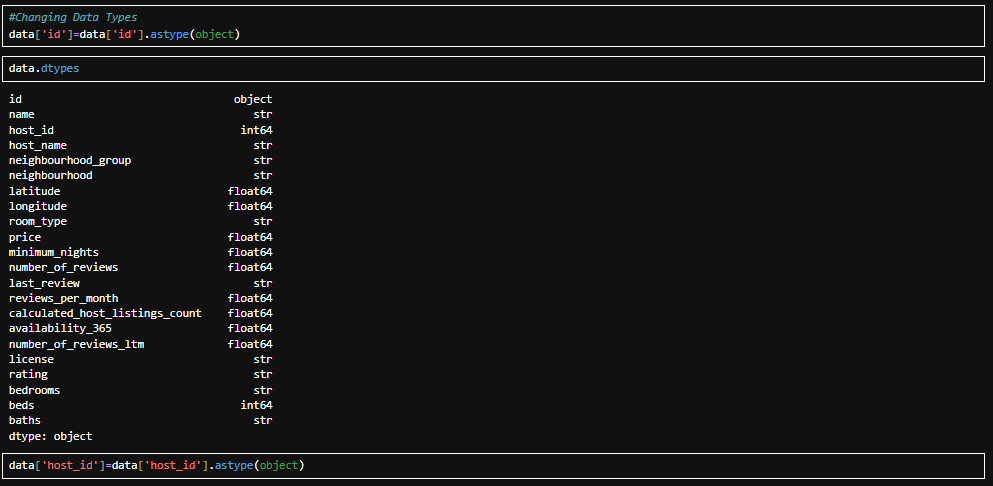 #Changing Data Types
data['id']=data['id'].astype(object)
data.dtypes
id object
name str
host_id int64
host_name str
neighbourhood_group str
neighbourhood str
latitude float64
longitude float64
room_type str
price float64
minimum_nights float64
number_of_reviews float64
last_review str
reviews_per_month float64
calculated_host_listings_count float64
availability_365 float64
number_of_reviews_ltm float64
license str
rating str
bedrooms str
beds int64
baths str
dtype: object
data['host_id']=data['host_id'].astype(object)